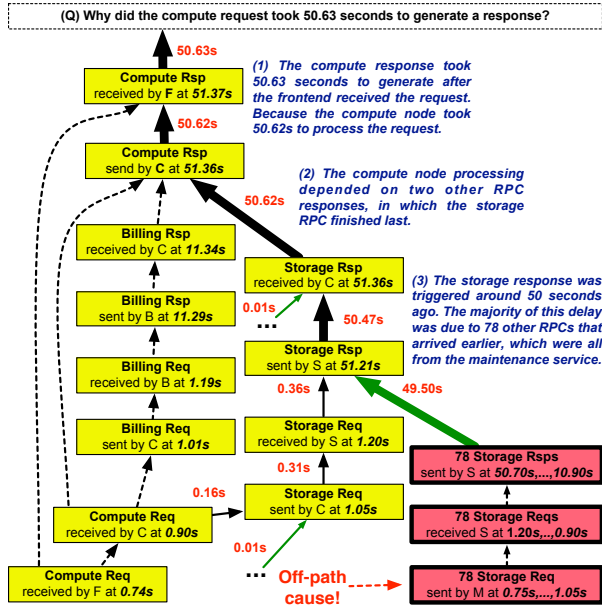 (Q) Why did the compute request took 50.63 seconds to generate a response?
50.63s
Compute Rsp
received by F at 51.37s
(1) The compute response took
50.63 seconds to generate after
the frontend received the request.
Because the compute node took
50.62s to process the request.
50.62s
Compute Rsp
send by C at 51.36s
(2) The compute node processing
depended on two other RPC
responses, in which the storage
RPC finished last.
50.62s
Billing Rsp
received by C at 11.34s
Storage Rsp
received by C at 51.36s
(3) The storage response was
triggered around 50 seconds
ago. The majority of this delay
was due to 78 other RPCs that
arrived earlier, which were all
from the maintenance service.
Billing Rsp
sent by B at 11.29s
0.01s
...
50.47s
Storage Rsp
sent by S at 51.21s
Billing Req
received by B at 1.19s
0.36s
49.50s
Billing Req
sent by C at 1.01s
Storage Req
received by S at 1.20s
78 Storage Rsps
sent by S at 50.70s,...,10.90s
0.31s
0.16s
Storage Req
sent by C at 1.05s
Compute Req
received by C at 0.90s
78 Storage Reqs
received S at 1.20s,...,0.90s
0.01s
...
Compute Req
received by F at 0.74s
Off-path
cause!
78 Storage Req
sent by M at 0.75s,...,1.05s